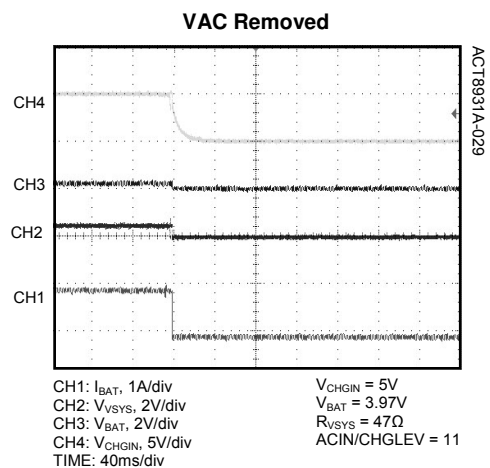 VAC Removed
CH4
CH3
CH2
CH1
ACT8931A-029
CH1: IBAT, 1A/div
CH2: VVSYS, 2V/div
CH3: VBAT, 2V/div
CH4: VCHGIN, 5V/div
TIME: 40ms/div
VCHGIN = 5V
VBAT = 3.97V
RVSYS = 47Ω
ACIN/CHGLEV = 11